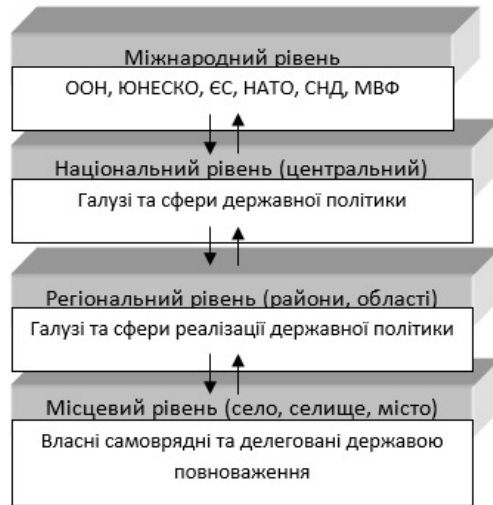 Міжнародний рівень
ООН, ЮНЕСКО, ЄС, НАТО, СНД, МВФ
Національний рівень (центральний)
Галузі та сфери державної політики
Регіональний рівень (райони, області)
Галузі та сфери реалізації державної політики
Місцевий рівень (село, селище, місто)
Власні самоврядні та делеговані державою
повноваження